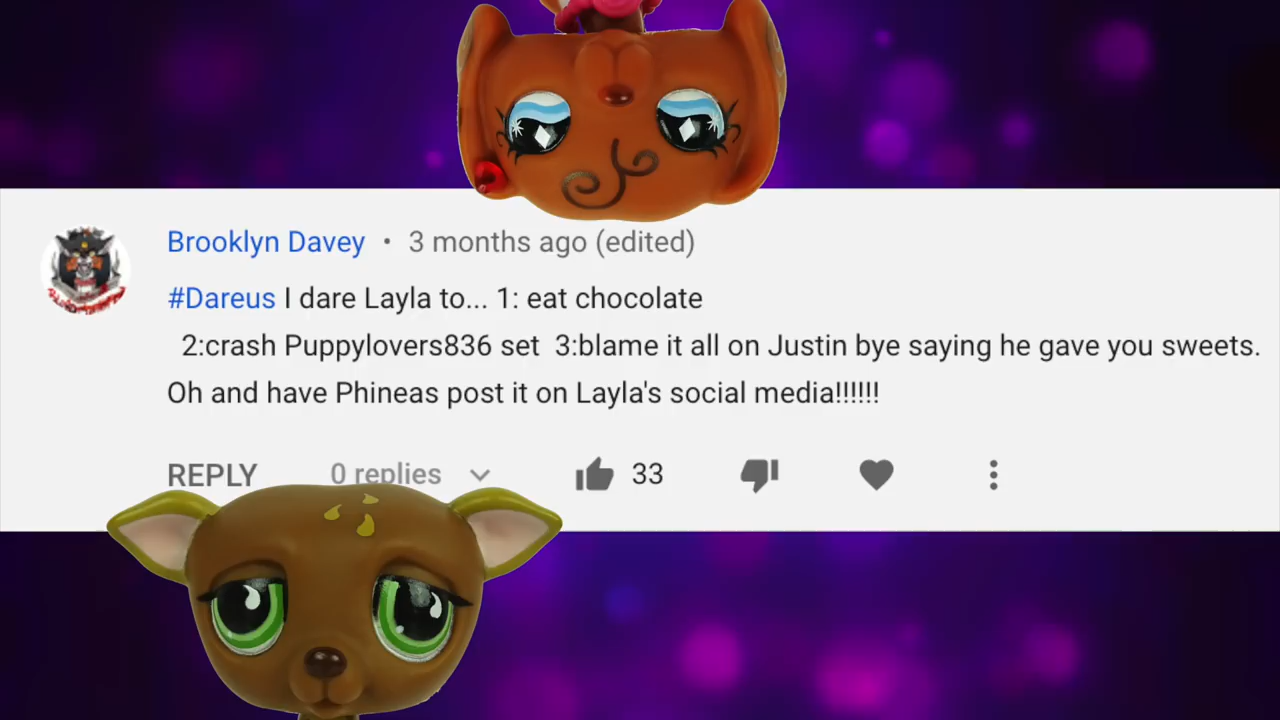 Brooklyn Davey • 3 months ago (edited)
#Dareus I dare Layla to... 1: eat chocolate
2:crash Puppylovers836 set 3:blame it all on Justin bye saying he gave you sweets.
Oh and have Phineas post it on Layla's social media!!!!!!
REPLY 0 replies 33